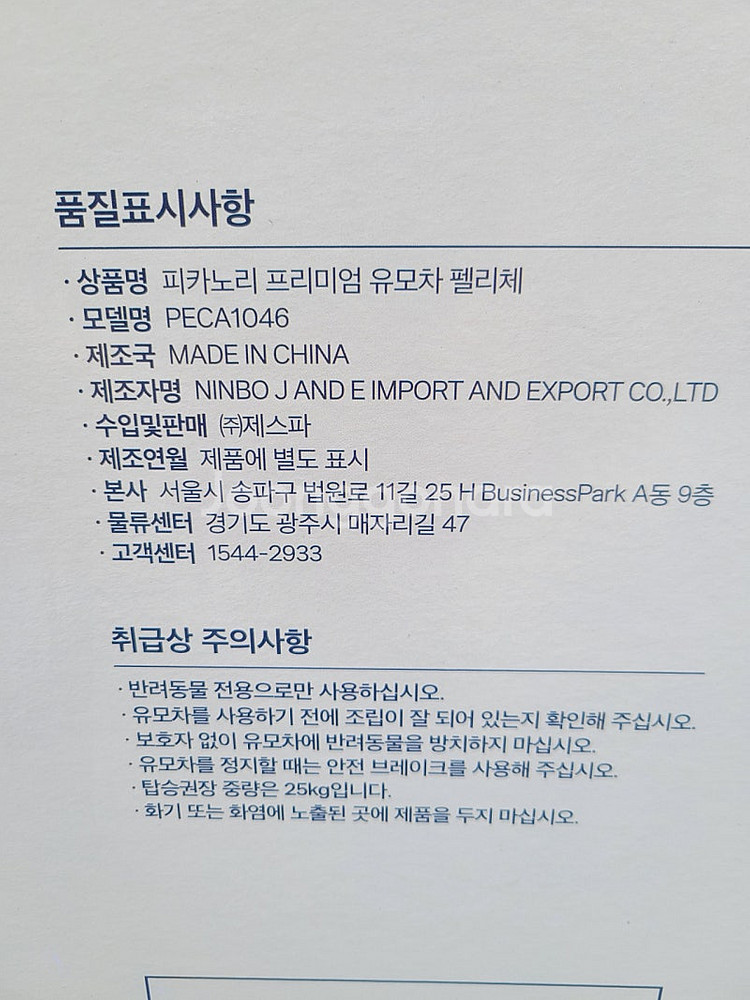 품질표시사항
· 상품명 피카노리 프리미엄 유모차 펠리체
· 모델명 PECA1046
· 제조국 MADE IN CHINA
· 제조자명 NINBO J AND E IMPORT AND EXPORT CO.,LTD
· 수입및판매 ㈜제스파
· 제조연월 제품에 별도 표시
· 본사 서울시 송파구 법원로 11길 25 H BusinessPark A동 9층
· 물류센터 경기도 광주시 매자리길 47
· 고객센터 1544-2933
취급상 주의사항
· 반려동물 전용으로만 사용하십시오.
· 유모차를 사용하기 전에 조립이 잘 되어 있는지 확인해 주십시오.
· 보호자 없이 유모차에 반려동물을 방치하지 마십시오.
· 유모차를 정지할 때는 안전 브레이크를 사용해 주십시오.
· 탑승권장 중량은 25kg입니다.
· 화기 또는 화염에 노출된 곳에 제품을 두지 마십시오.